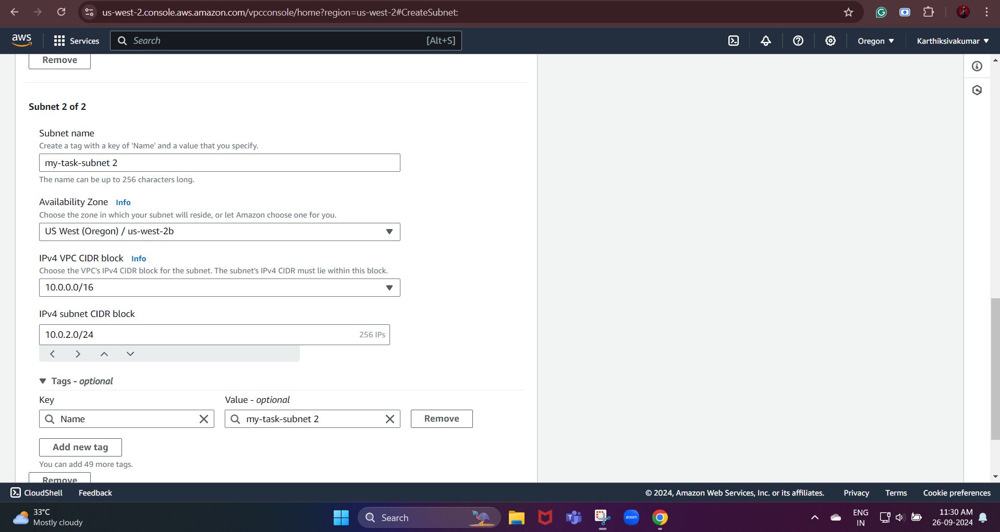 us-west-2.console.aws.amazon.com/vpcconsole/home?region=us-west-2#CreateSubnet:
aws
Services
Search
[Alt+S]
Oregon
Karthiksivakumar
Remove
Subnet 2 of 2
Subnet name
Create a tag with a key of 'Name' and a value that you specify.
my-task-subnet 2
The name can be up to 256 characters long.
Availability Zone Info
Choose the zone in which your subnet will reside, or let Amazon choose one for you.
US West (Oregon) / us-west-2b
IPv4 VPC CIDR block Info
Choose the VPC's IPv4 CIDR block for the subnet. The subnet's IPv4 CIDR must lie within this block.
10.0.0.0/16
IPv4 subnet CIDR block
10.0.2.0/24
256 IPs
Tags - optional
Key
Value - optional
Name
my-task-subnet 2
Remove
Add new tag
You can add 49 more tags.
Remove
CloudShell
Feedback
© 2024, Amazon Web Services, Inc. or its affiliates.
Privacy
Terms
Cookie preferences
33°C
Mostly cloudy
Search
zoom
ENG
IN
11:30 AM
26-09-2024